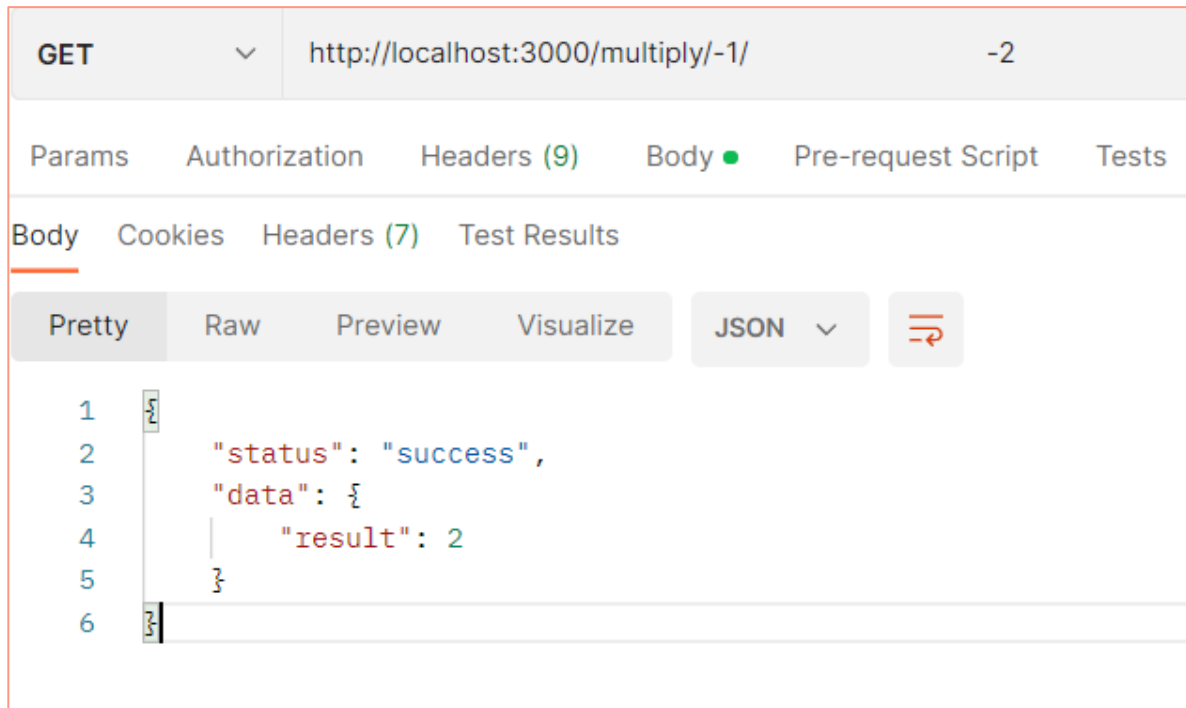 GET http://localhost:3000/multiply/-1/ -2
Params Authorization Headers (9) Body Pre-request Script Tests
Body Cookies Headers (7) Test Results
Pretty Raw Preview Visualize JSON
1 {
2 "status": "success",
3 "data": {
4 "result": 2
5 }
6 }